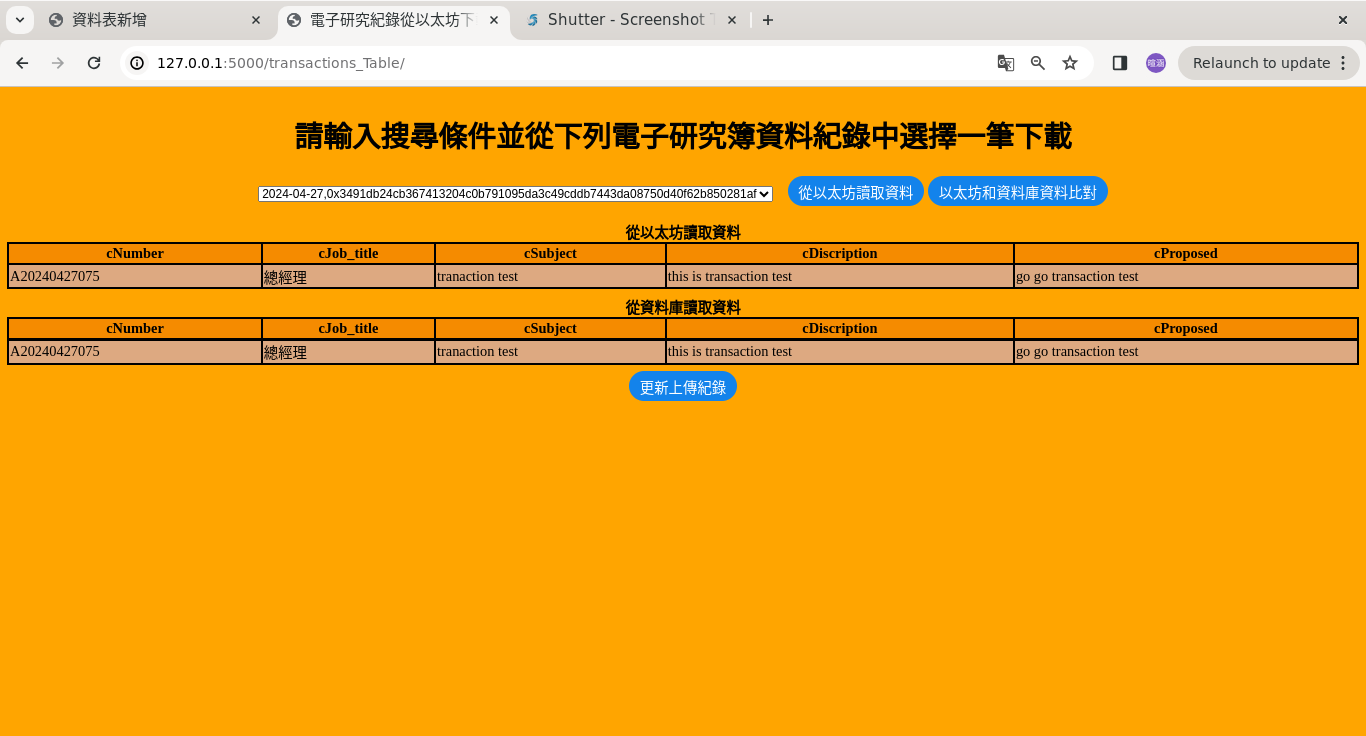 資料表新增
電子研究紀錄從以太坊下
Shutter - Screenshot T
127.0.0.1:5000/transactions_Table/
喧涵
Relaunch to update
請輸入搜尋條件並從下列電子研究簿資料紀錄中選擇一筆下載
2024-04-27,0x3491db24cb367413204c0b791095da3c49cddb7443da08750d40f62b850281af 從以太坊讀取資料 以太坊和資料庫資料比對
從以太坊讀取資料
cNumber cJob_title cSubject cDiscription cProposed
A20240427075 總經理 tranaction test this is transaction test go go transaction test
從資料庫讀取資料
cNumber cJob_title cSubject cDiscription cProposed
A20240427075 總經理 tranaction test this is transaction test go go transaction test
更新上傳紀錄